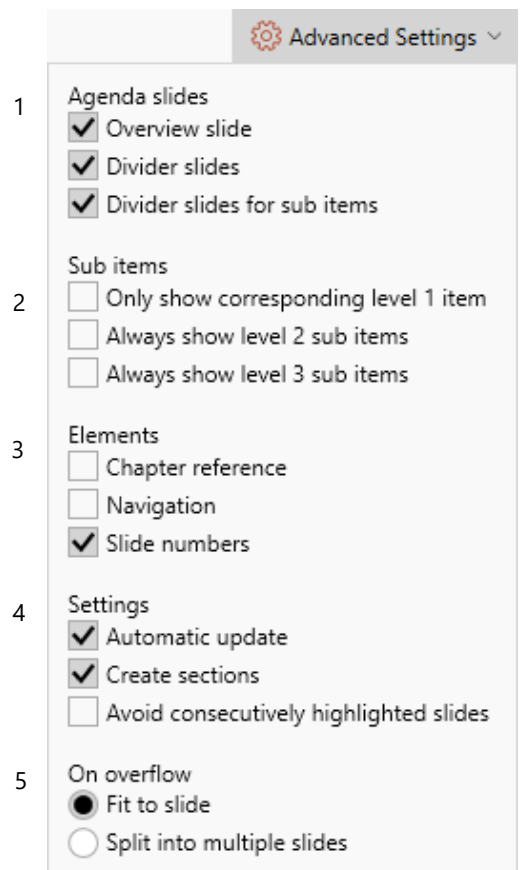 Advanced Settings
1
Agenda slides
Overview slide
Divider slides
Divider slides for sub items
Sub items
2
Only show corresponding level 1 item
Always show level 2 sub items
Always show level 3 sub items
3
Elements
Chapter reference
Navigation
Slide numbers
4
Settings
Automatic update
Create sections
Avoid consecutively highlighted slides
5
On overflow
Fit to slide
Split into multiple slides